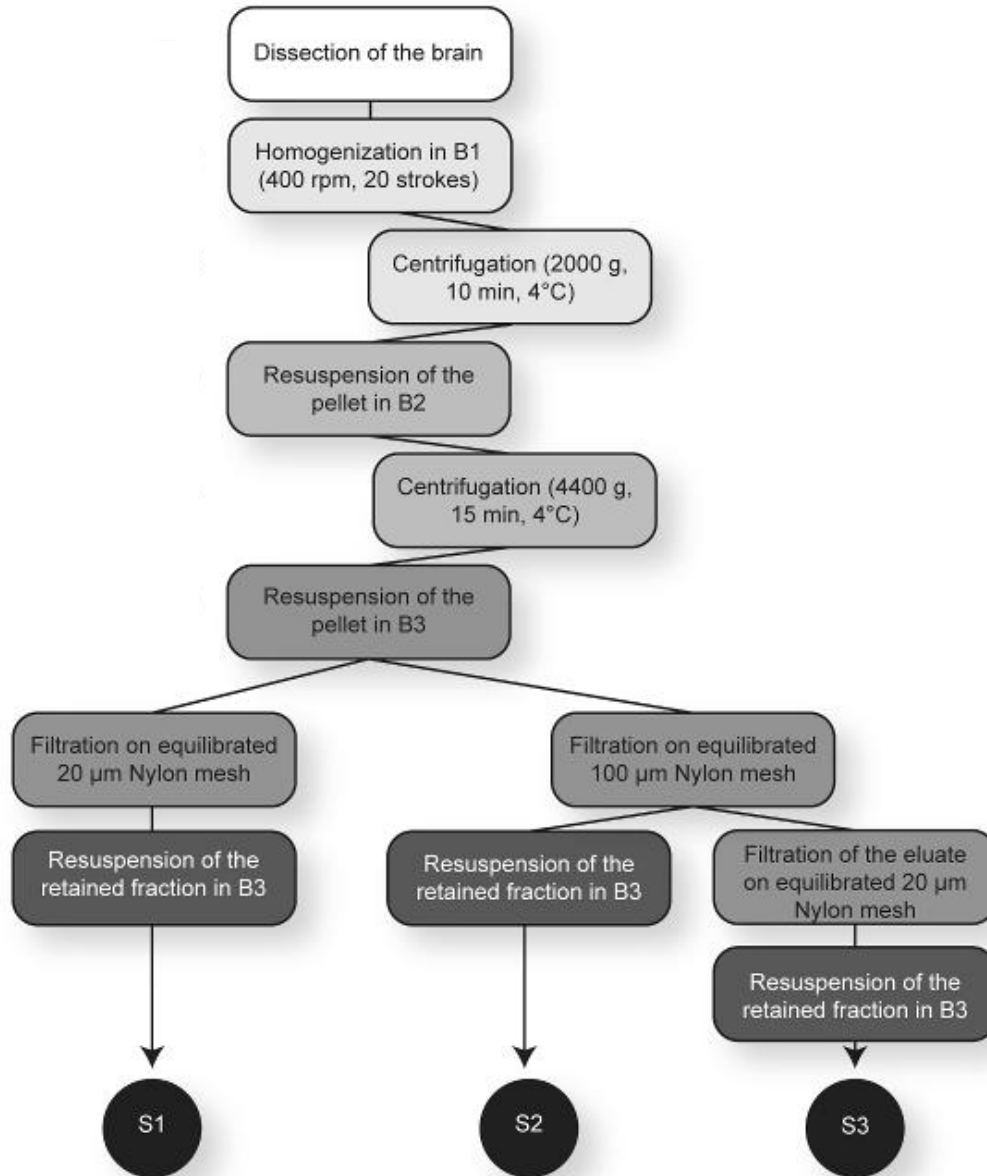 Dissection of the brain
Homogenization in B1
(400 rpm, 20 strokes)
Centrifugation (2000 g,
10 min, 4°C)
Resuspension of the
pellet in B2
Centrifugation (4400 g,
15 min, 4°C)
Resuspension of the
pellet in B3
Filtration on equilibrated
20 µm Nylon mesh
Filtration on equilibrated
100 µm Nylon mesh
Resuspension of the
retained fraction in B3
Resuspension of the
retained fraction in B3
Filtration of the eluate
on equilibrated 20 µm
Nylon mesh
Resuspension of the
retained fraction in B3
S1
S2
S3